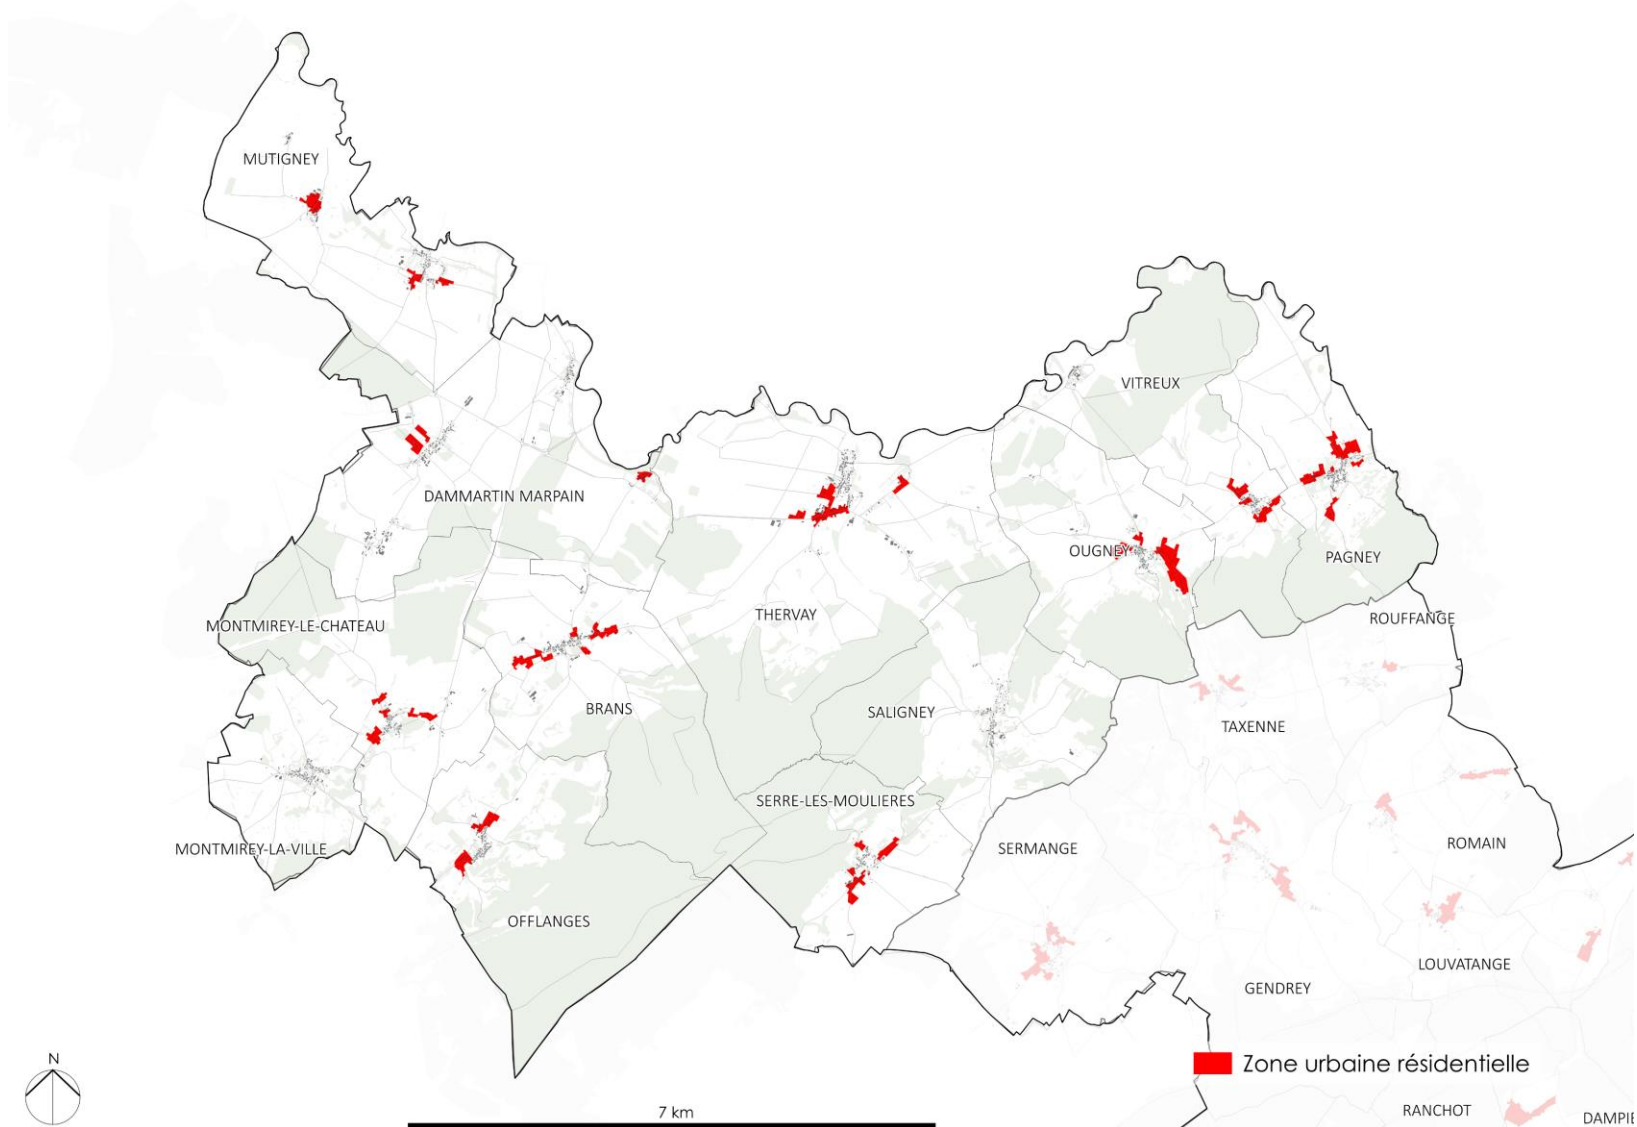 MUTIGNEY
VITREUX
DAMMARTIN MARPAIN
OUGNEY
PAGNEY
THERVAY
ROUFFANGE
MONTMIREY-LE-CHATEAU
BRANS
SALIGNEY
TAXENNE
SERRE-LES-MOULIERES
MONTMIREY-LA-VILLE
SERMANGE
ROMAIN
OFFLANGES
LOUVATANGE
GENDREY
N
Zone urbaine résidentielle
7 km
RANCHOT
DAMPIE